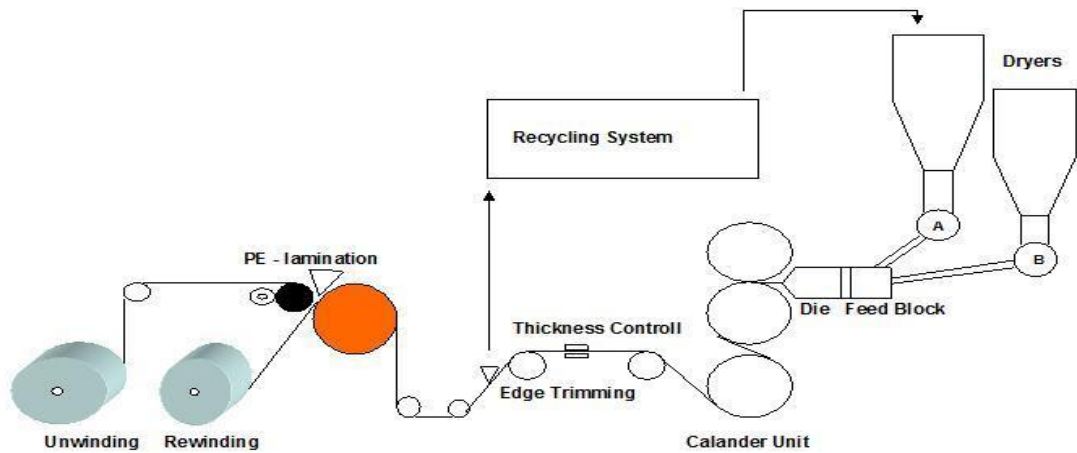 Dryers
Recycling System
A
B
PE - lamination
Die Feed Block
Thickness Controll
Edge Trimming
Unwinding
Rewinding
Calander Unit